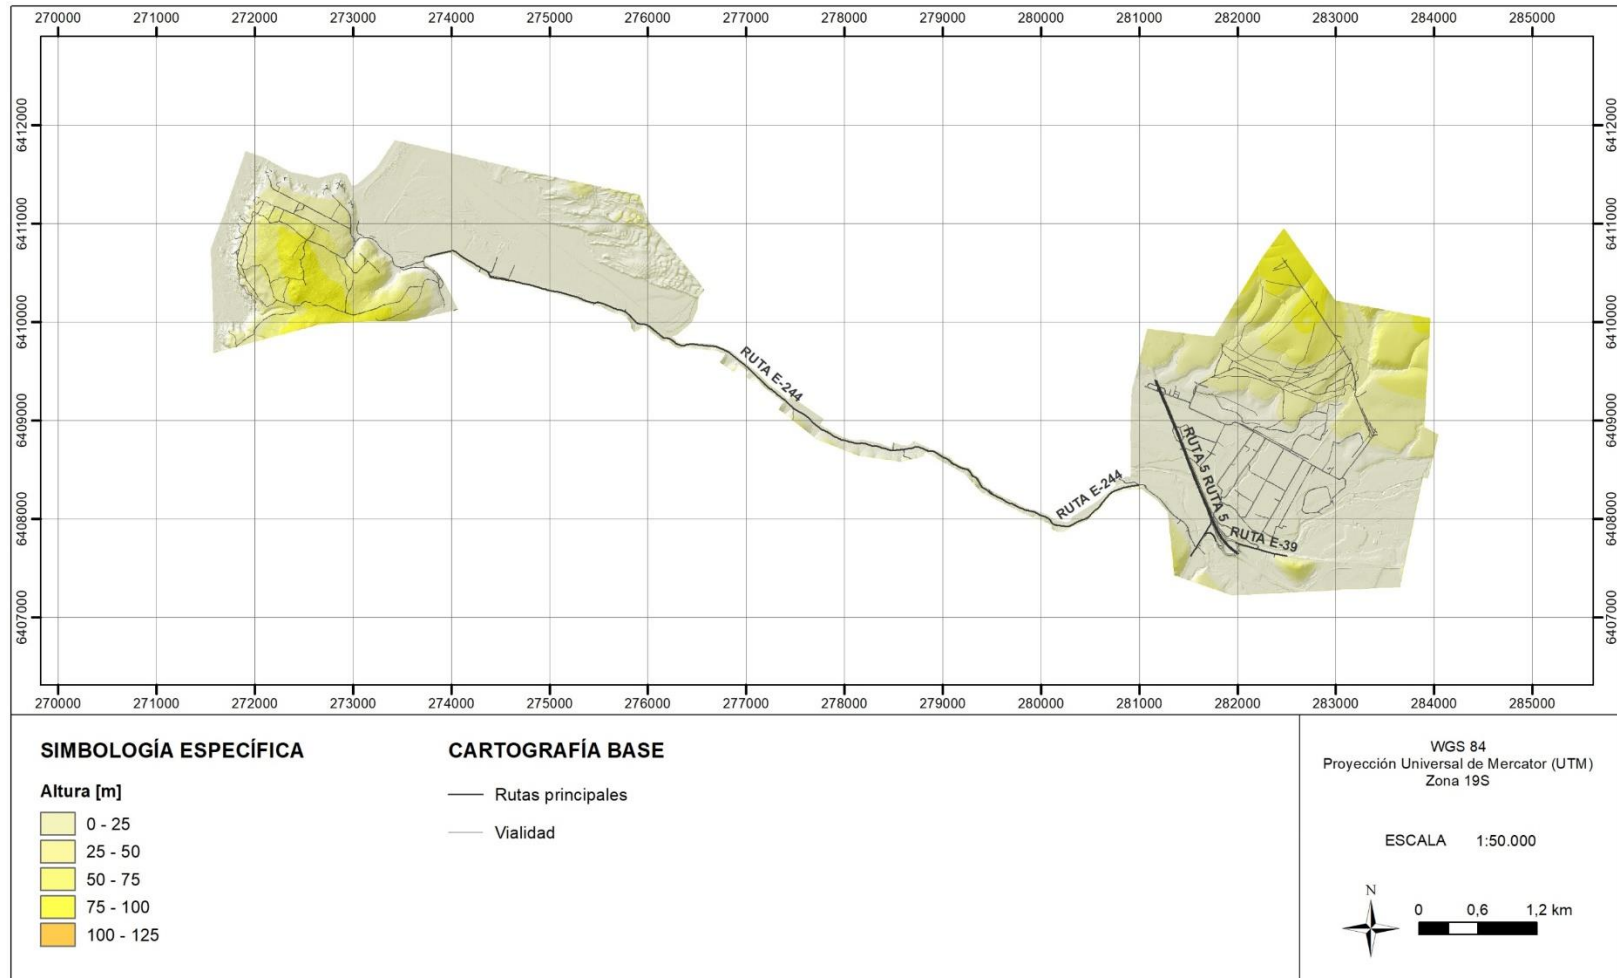 270000 271000 272000 273000 274000 275000 276000 277000 278000 279000 280000 281000 282000 283000 284000 285000
6412000 6412000
6411000 6411000
6410000 6410000
6409000 6409000
6408000 6408000
6407000 6407000
RUTA E-244
RUTA E-244
RUTA 5 RUTA 5
RUTA E-39
270000 271000 272000 273000 274000 275000 276000 277000 278000 279000 280000 281000 282000 283000 284000 285000
SIMBOLOGÍA ESPECÍFICA
Altura [m]
0 - 25
25 - 50
50 - 75
75 - 100
100 - 125
CARTOGRAFÍA BASE
Rutas principales
Vialidad
WGS 84
Proyección Universal de Mercator (UTM)
Zona 19S
ESCALA 1:50.000
N
0 0,6 1,2 km